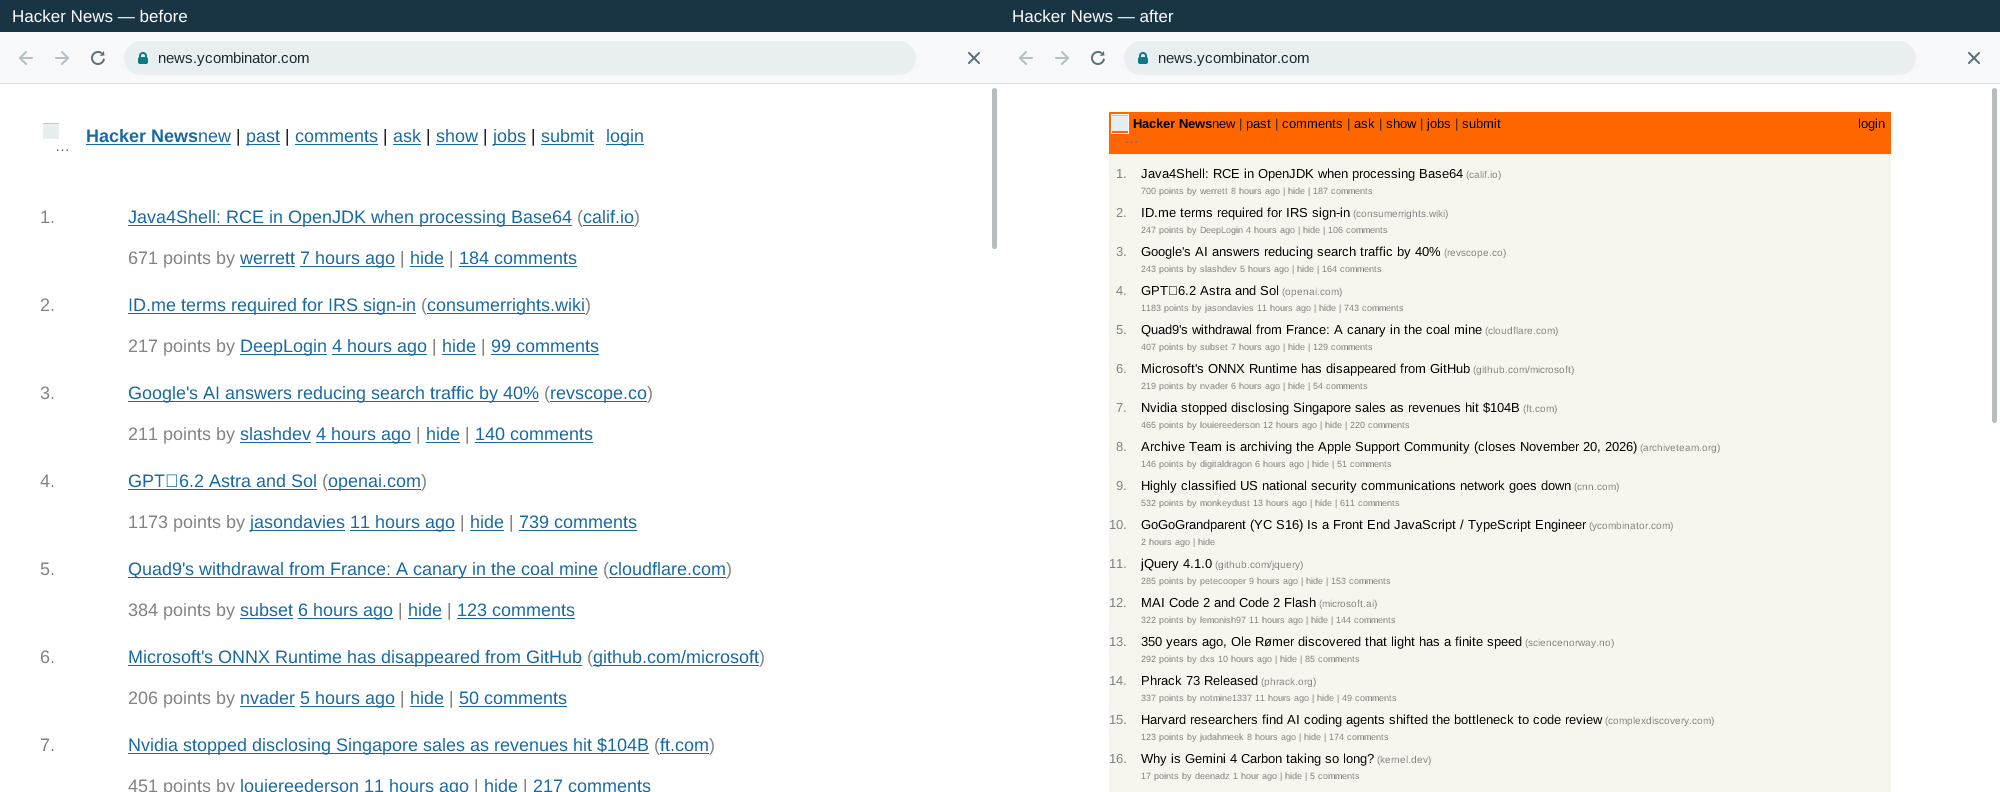 Hacker News — before
news.ycombinator.com
...
Hacker Newsnew | past | comments | ask | show | jobs | submit login
1. Java4Shell: RCE in OpenJDK when processing Base64 (calif.io)
671 points by werrett 7 hours ago | hide | 184 comments
2. ID.me terms required for IRS sign-in (consumerrights.wiki)
217 points by DeepLogin 4 hours ago | hide | 99 comments
3. Google's AI answers reducing search traffic by 40% (revscope.co)
211 points by slashdev 4 hours ago | hide | 140 comments
4. GPT□6.2 Astra and Sol (openai.com)
1173 points by jasondavies 11 hours ago | hide | 739 comments
5. Quad9's withdrawal from France: A canary in the coal mine (cloudflare.com)
384 points by subset 6 hours ago | hide | 123 comments
6. Microsoft's ONNX Runtime has disappeared from GitHub (github.com/microsoft)
206 points by nvader 5 hours ago | hide | 50 comments
7. Nvidia stopped disclosing Singapore sales as revenues hit $104B (ft.com)
451 points by louiereederson 11 hours ago | hide | 217 comments
Hacker News — after
news.ycombinator.com
Hacker Newsnew | past | comments | ask | show | jobs | submit login
...
1. Java4Shell: RCE in OpenJDK when processing Base64 (calif.io)
700 points by werrett 8 hours ago | hide | 187 comments
2. ID.me terms required for IRS sign-in (consumerrights.wiki)
247 points by DeepLogin 4 hours ago | hide | 106 comments
3. Google's AI answers reducing search traffic by 40% (revscope.co)
243 points by slashdev 5 hours ago | hide | 164 comments
4. GPT□6.2 Astra and Sol (openai.com)
1183 points by jasondavies 11 hours ago | hide | 743 comments
5. Quad9's withdrawal from France: A canary in the coal mine (cloudflare.com)
407 points by subset 7 hours ago | hide | 129 comments
6. Microsoft's ONNX Runtime has disappeared from GitHub (github.com/microsoft)
219 points by nvader 6 hours ago | hide | 54 comments
7. Nvidia stopped disclosing Singapore sales as revenues hit $104B (ft.com)
465 points by louiereederson 12 hours ago | hide | 220 comments
8. Archive Team is archiving the Apple Support Community (closes November 20, 2026) (archiveteam.org)
146 points by digitaldragon 6 hours ago | hide | 51 comments
9. Highly classified US national security communications network goes down (cnn.com)
532 points by monkeydust 13 hours ago | hide | 611 comments
10. GoGoGrandparent (YC S16) Is a Front End JavaScript / TypeScript Engineer (ycombinator.com)
2 hours ago | hide
11. jQuery 4.1.0 (github.com/jquery)
285 points by petecooper 9 hours ago | hide | 153 comments
12. MAI Code 2 and Code 2 Flash (microsoft.ai)
322 points by lemonish97 11 hours ago | hide | 144 comments
13. 350 years ago, Ole Rømer discovered that light has a finite speed (sciencenorway.no)
292 points by dxs 10 hours ago | hide | 85 comments
14. Phrack 73 Released (phrack.org)
337 points by notmine1337 11 hours ago | hide | 49 comments
15. Harvard researchers find AI coding agents shifted the bottleneck to code review (complexdiscovery.com)
123 points by judahmeek 8 hours ago | hide | 174 comments
16. Why is Gemini 4 Carbon taking so long? (kernel.dev)
17 points by deenadz 1 hour ago | hide | 5 comments